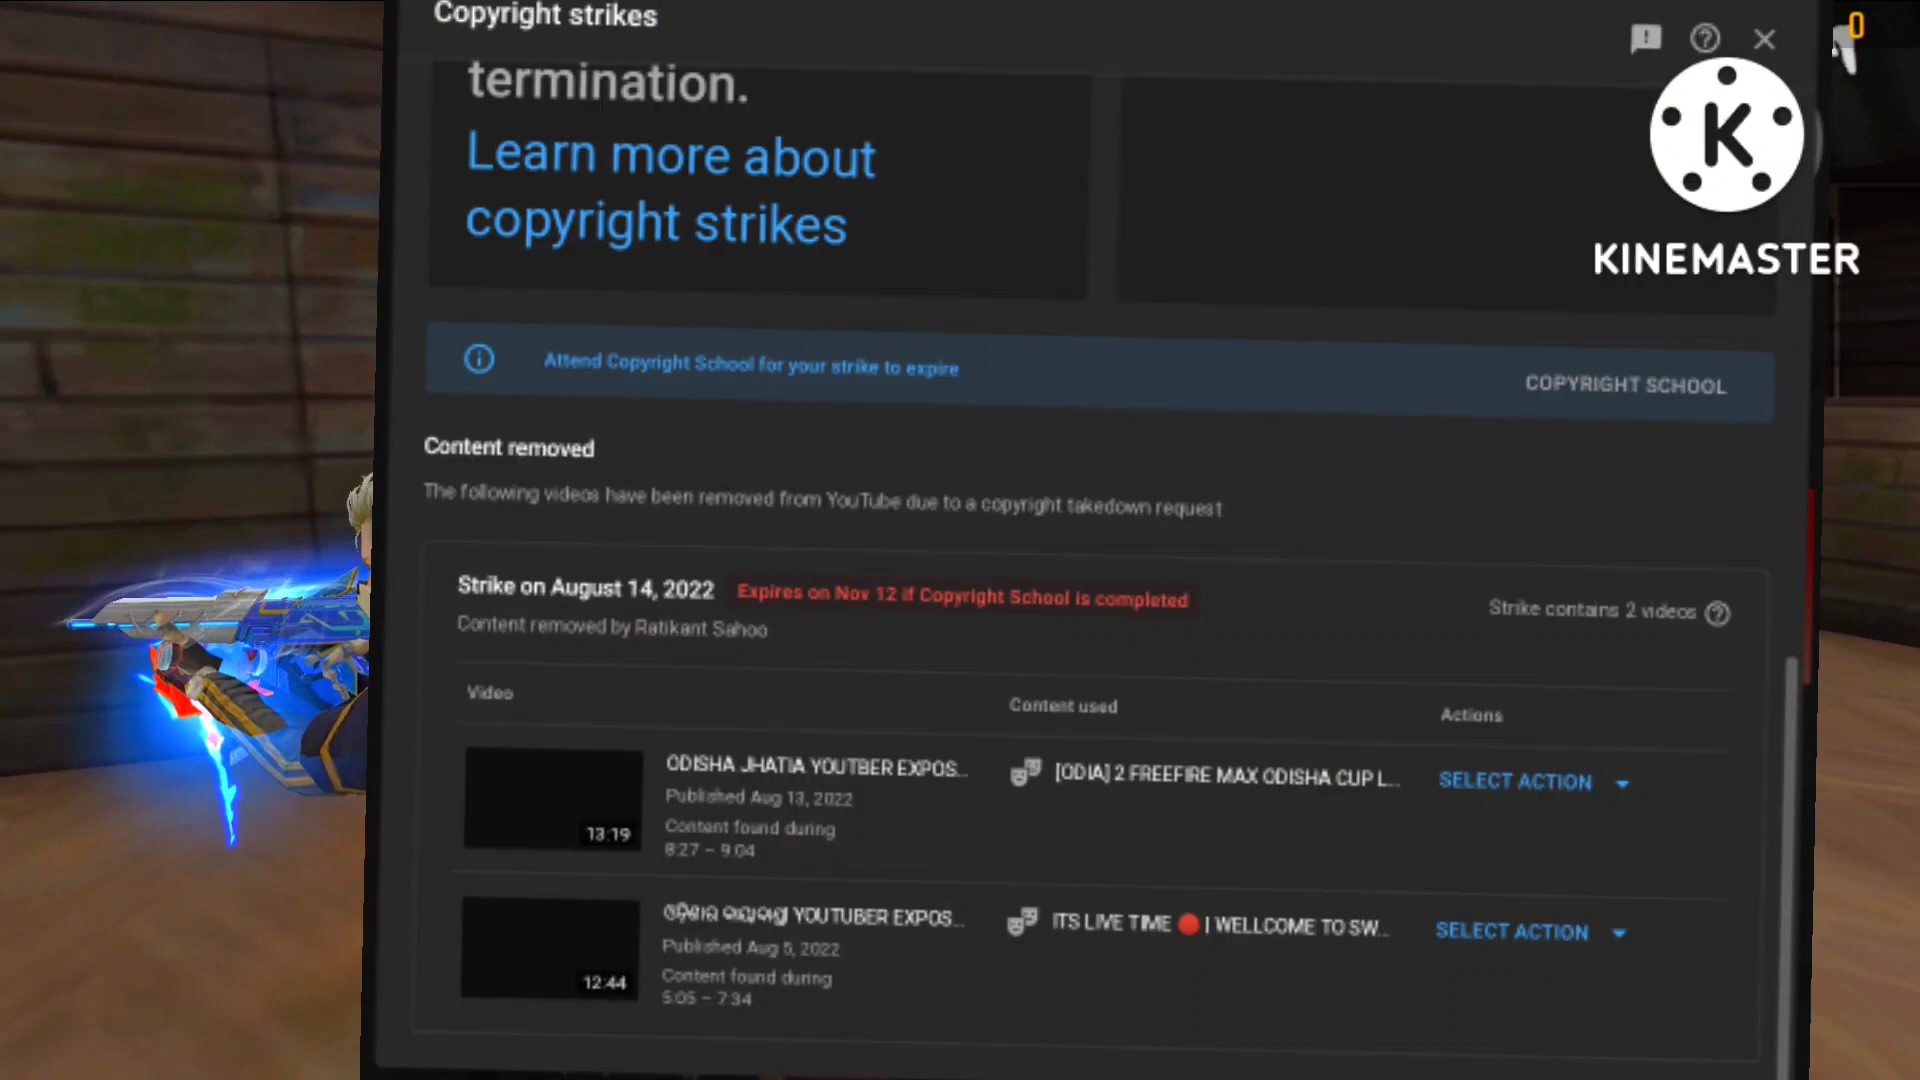 Copyright strikes
0
termination.
Learn more about
copyright strikes
K
KINEMASTER
Attend Copyright School for your strike to expire
COPYRIGHT SCHOOL
Content removed
The following videos have been removed from YouTube due to a copyright takedown request
Strike on August 14, 2022 Expires on Nov 12 if Copyright School is completed
Strike contains 2 videos
Content removed by Ratikant Sahoo
Video
Content used
Actions
ODISHA JHATIA YOUTBER EXPOS...
[ODIA] 2 FREEFIRE MAX ODISHA CUP L...
SELECT ACTION
Published Aug 13, 2022
Content found during
8:27 – 9:04
13:19
YOUTUBER EXPOS...
ITS LIVE TIME 🔴 | WELLCOME TO SW...
SELECT ACTION
Published Aug 5, 2022
Content found during
5:05 – 7:34
12:44